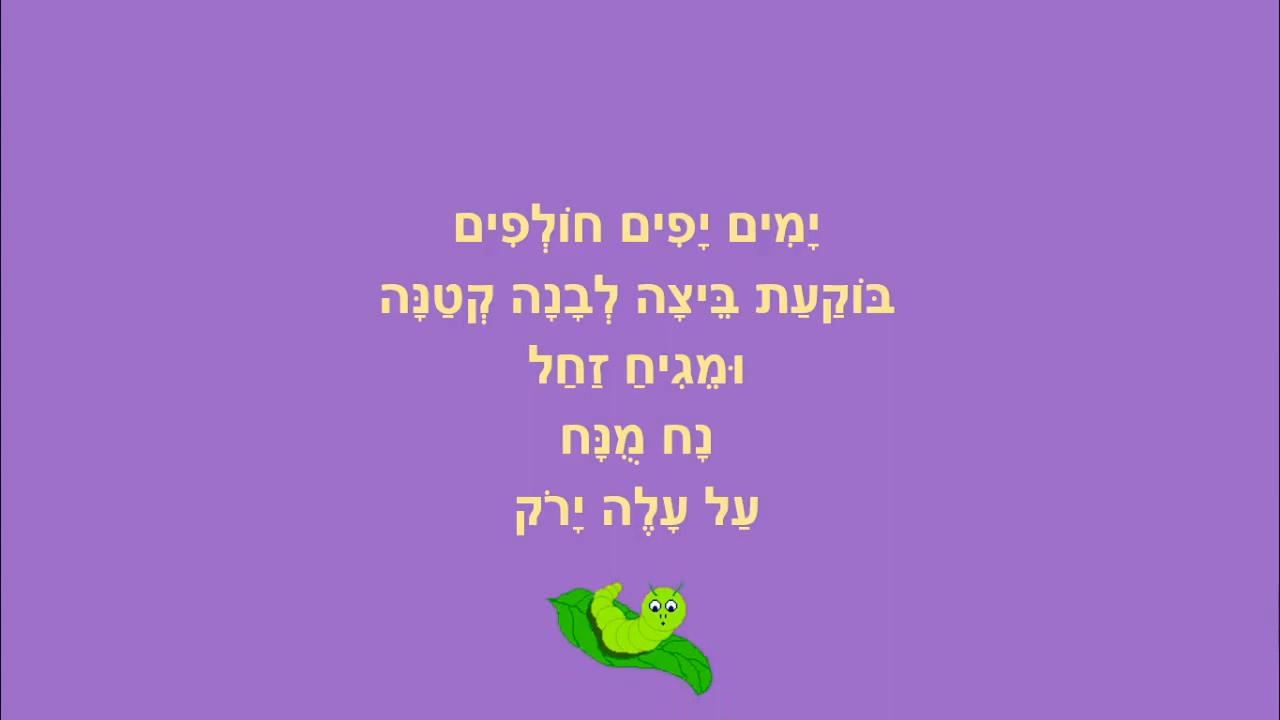 יָמִים יָפִים חוֹלְפִים
בּוֹקַעַת בֵּיצָה לְבָנָה קְטַנָּה
וּמֵגִיחַ זַחַל
נָח מֻנָּח
עַל עָלֶה יָרֹק